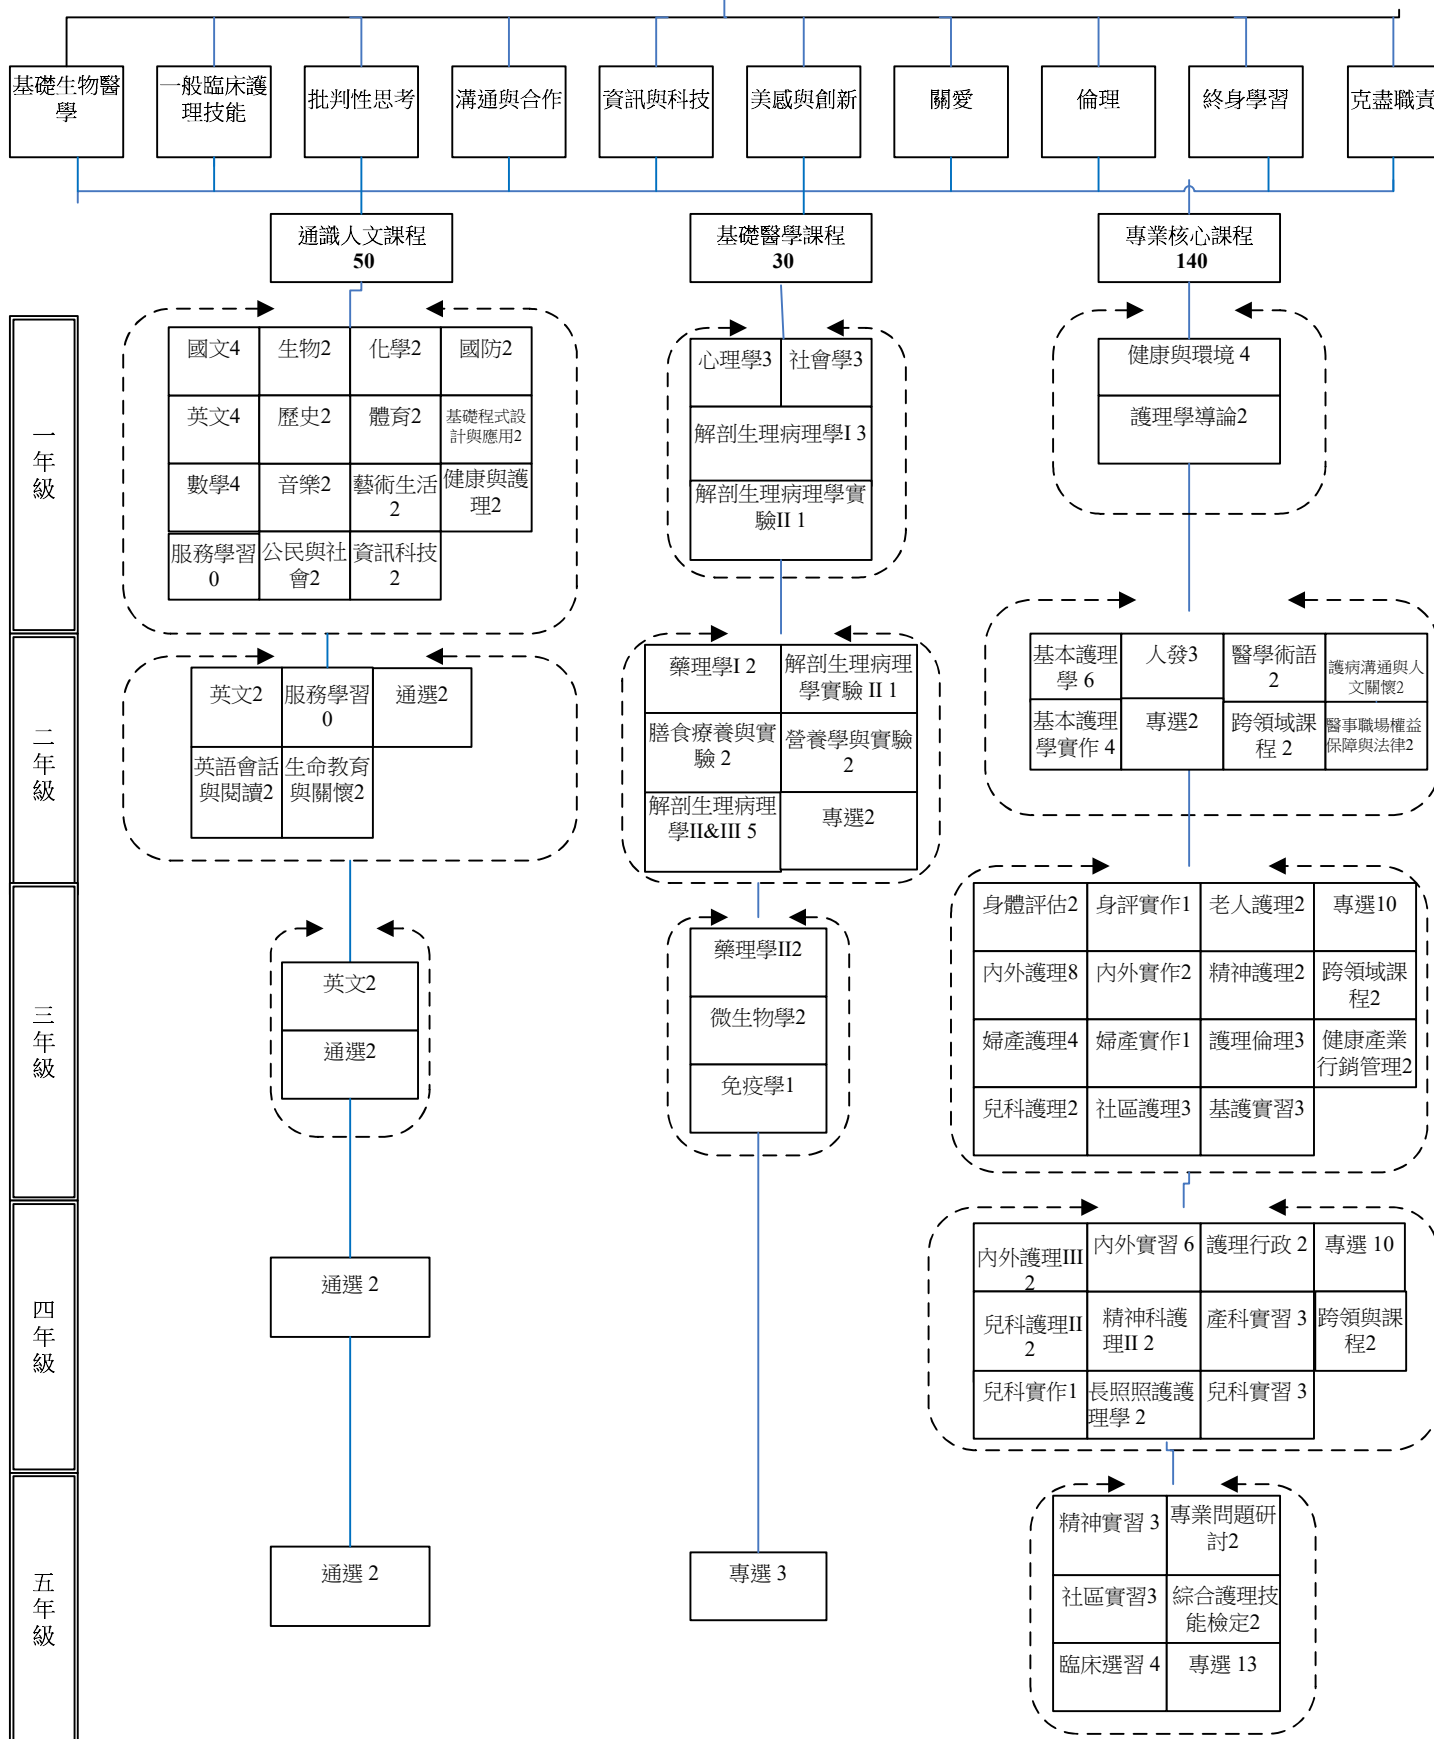 基礎生物醫
學
一般臨床護
理技能
批判性思考
溝通與合作
資訊與科技
美感與創新
關愛
倫理
終身學習
克盡職責
通識人文課程
50
基礎醫學課程
30
專業核心課程
140
一
年
級
國文4
生物2
化學2
國防2
英文4
歷史2
體育2
基礎程式設
計與應用2
數學4
音樂2
藝術生活
2
健康與護
理2
服務學習
0
公民與社
會2
資訊科技
2
心理學3
社會學3
解剖生理病理學I 3
解剖生理病理學實
驗II 1
健康與環境 4
護理學導論2
二
年
級
英文2
服務學習
0
通選2
英語會話
與閱讀2
生命教育
與關懷2
藥理學I 2
解剖生理病理
學實驗 II 1
膳食療養與實
驗 2
營養學與實驗
2
解剖生理病理
學II&III 5
專選2
基本護理
學 6
人發3
醫學術語
2
護病溝通與人
文關懷2
基本護理
學實作 4
專選2
跨領域課
程 2
醫事職場權益
保障與法律2
三
年
級
英文2
通選2
藥理學II2
微生物學2
免疫學1
身體評估2
身評實作1
老人護理2
專選10
內外護理8
內外實作2
精神護理2
跨領域課
程2
婦產護理4
婦產實作1
護理倫理3
健康產業
行銷管理2
兒科護理2
社區護理3
基護實習3
四
年
級
通選 2
內外護理III
2
內外實習 6
護理行政 2
專選 10
兒科護理II
2
精神科護
理II 2
產科實習 3
跨領與課
程2
兒科實作1
長照照護護
理學 2
兒科實習 3
五
年
級
通選 2
專選 3
精神實習 3
專業問題研
討2
社區實習3
綜合護理技
能檢定2
臨床選習 4
專選 13